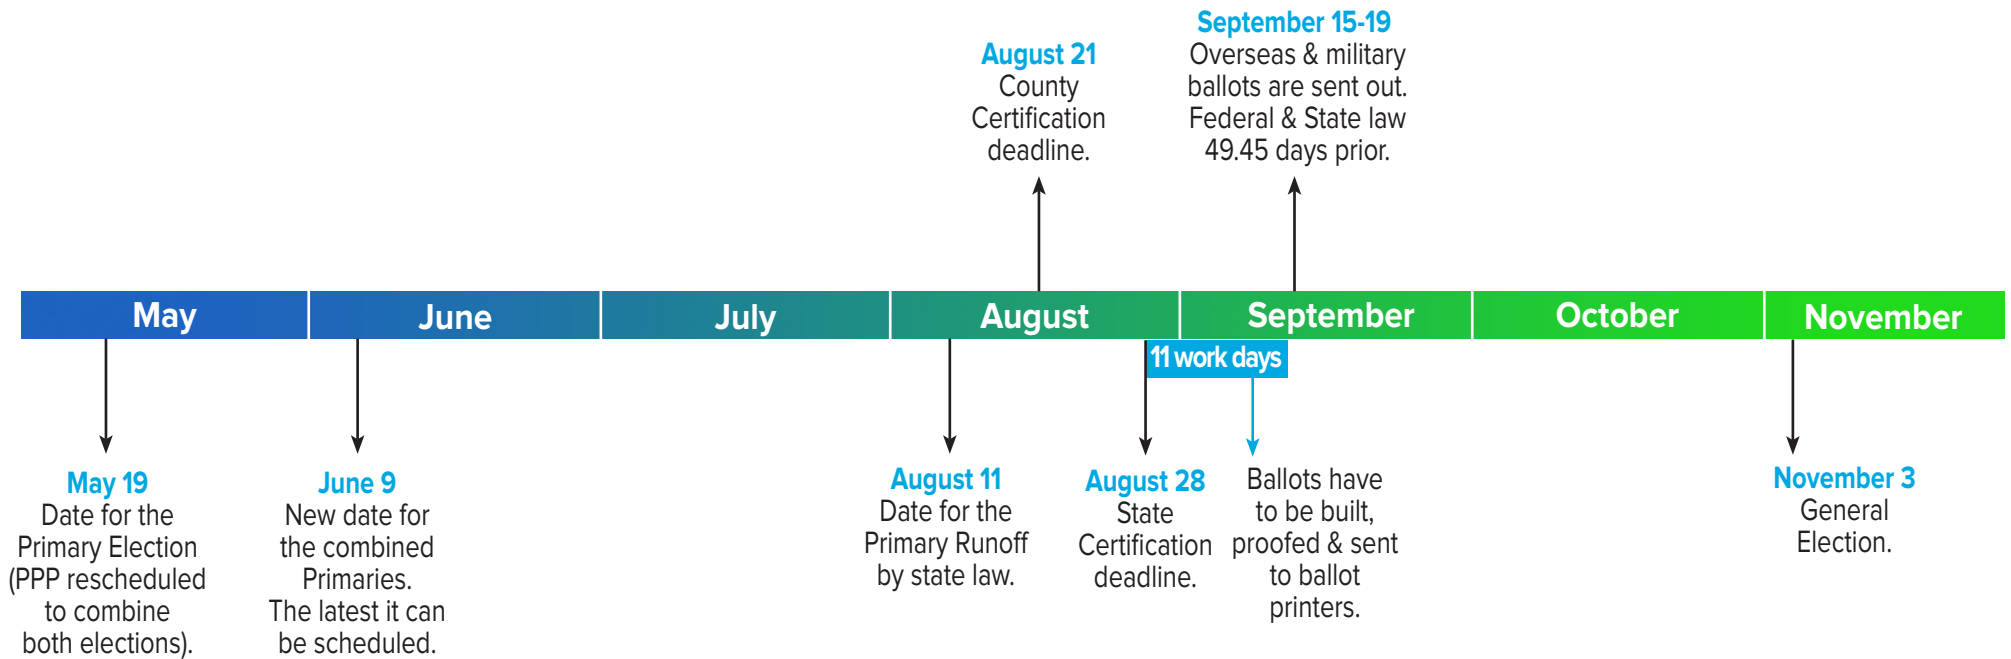 September 15-19
Overseas & military
ballots are sent out.
Federal & State law
49.45 days prior.
August 21
County
Certification
deadline.
May
June
July
August
September
October
November
11 work days
May 19
Date for the
Primary Election
(PPP rescheduled
to combine
both elections).
June 9
New date for
the combined
Primaries.
The latest it can
be scheduled.
August 11
Date for the
Primary Runoff
by state law.
August 28
State
Certification
deadline.
Ballots have
to be built,
proofed & sent
to ballot
printers.
November 3
General
Election.